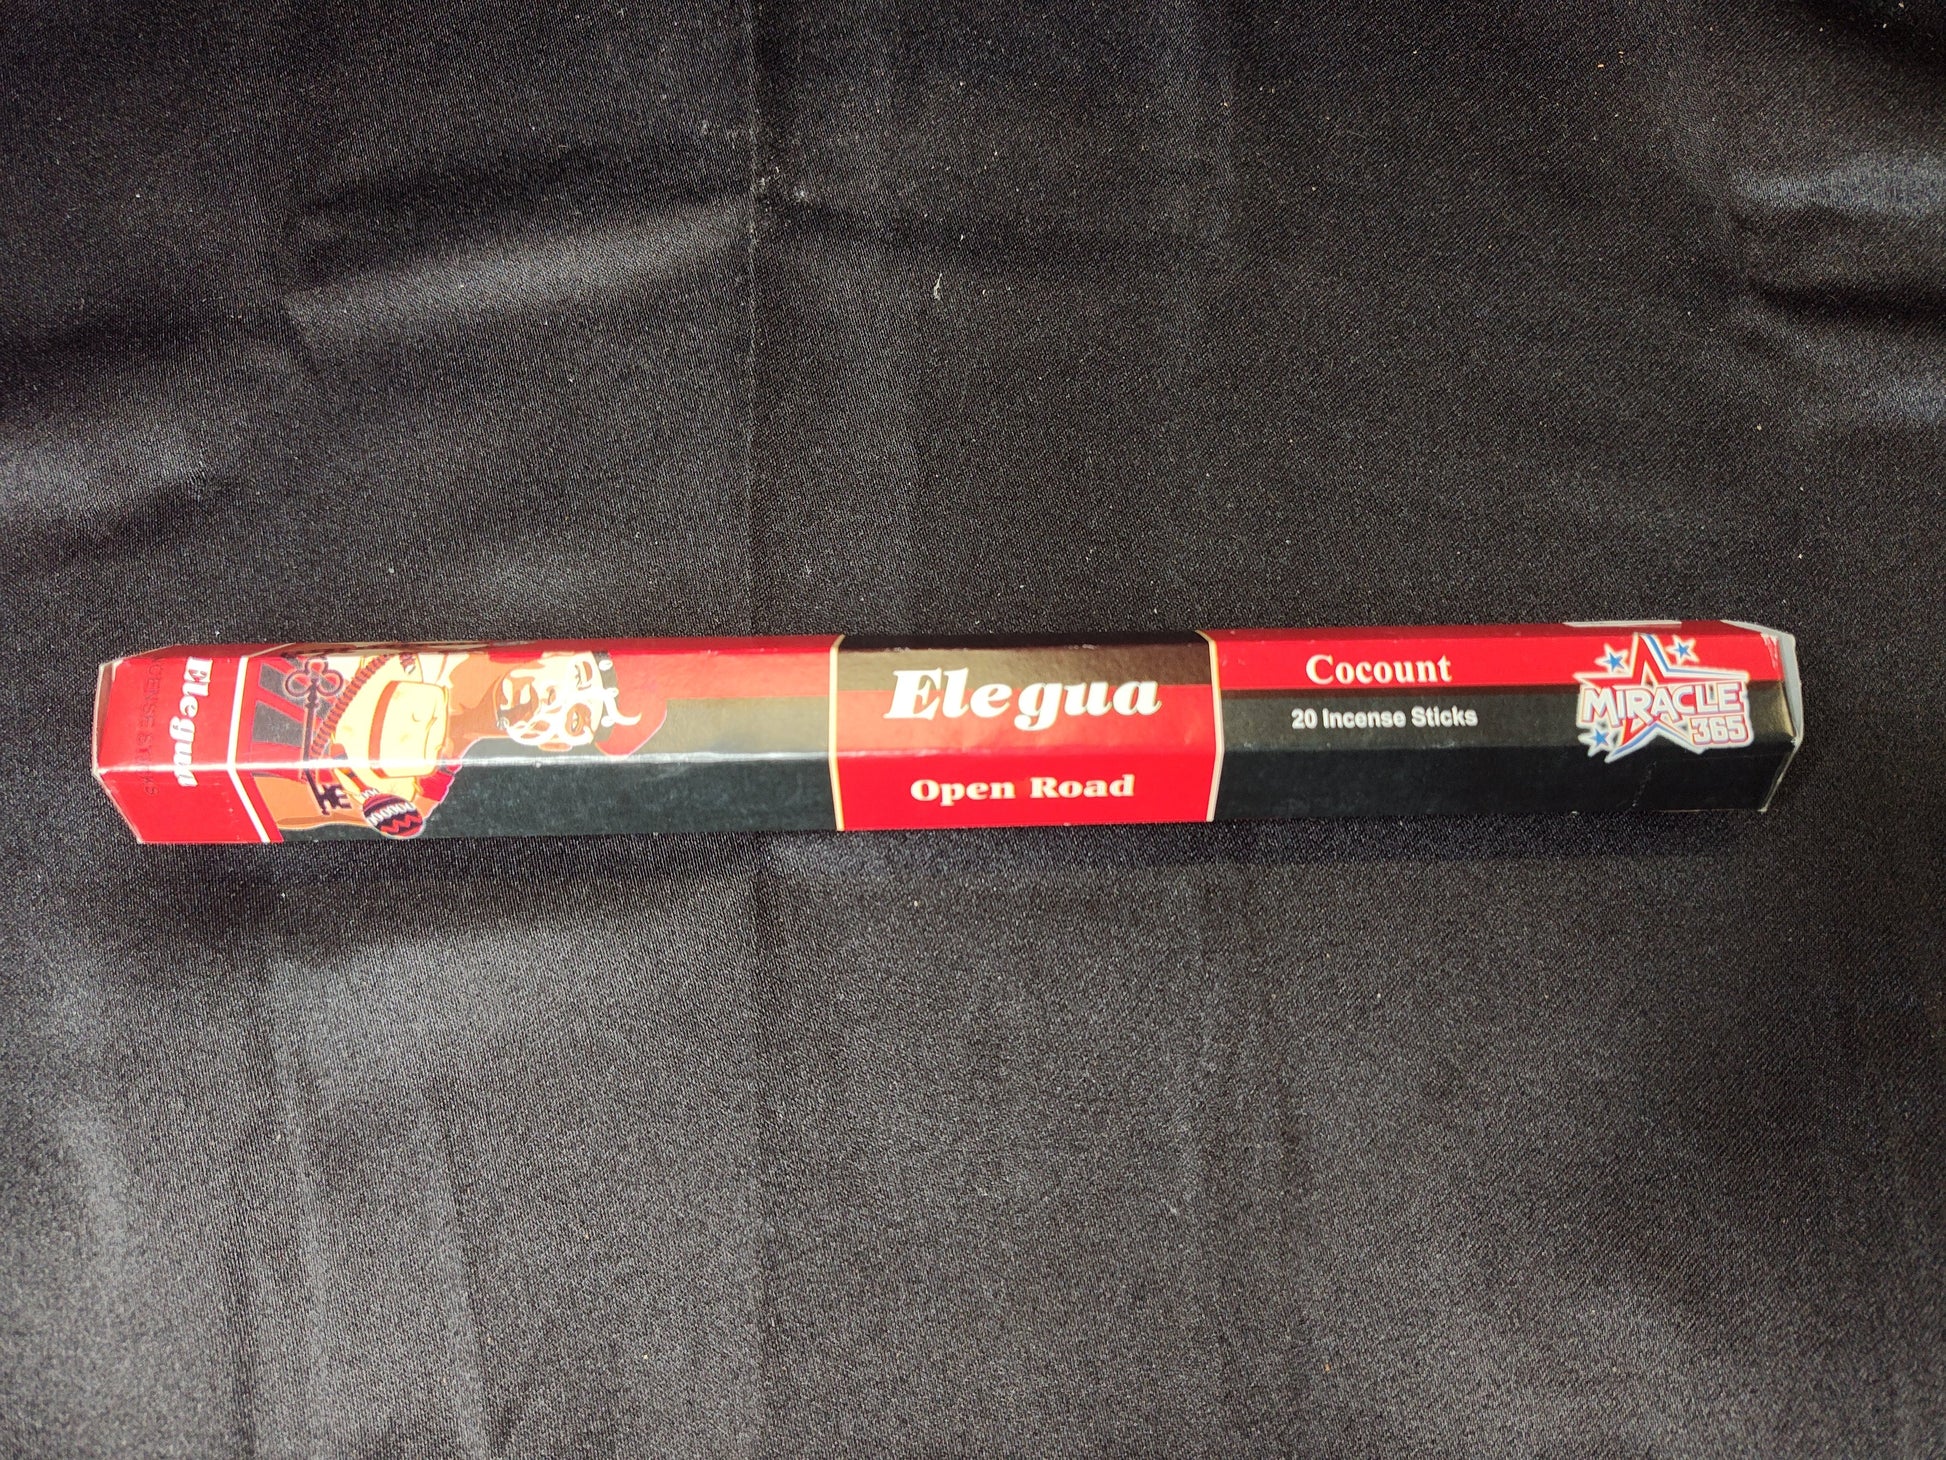 Elegua
Elegua
Open Road
Cocount
20 Incense Sticks
MIRACLE
365